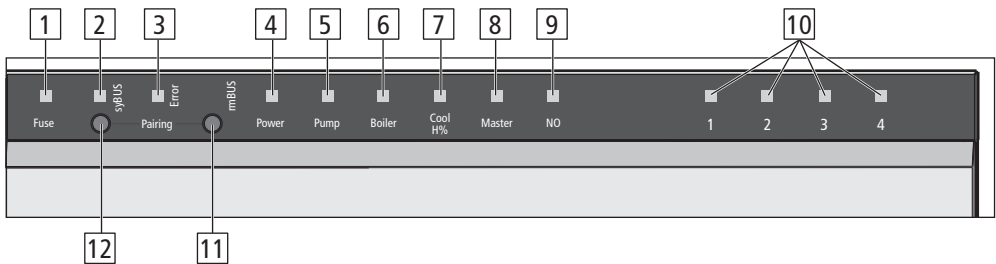 1 2 3 4 5 6 7 8 9 10
syBUS Error rmBUS
Fuse Pairing Power Pump Boiler Cool H% Master NO 1 2 3 4
12 11